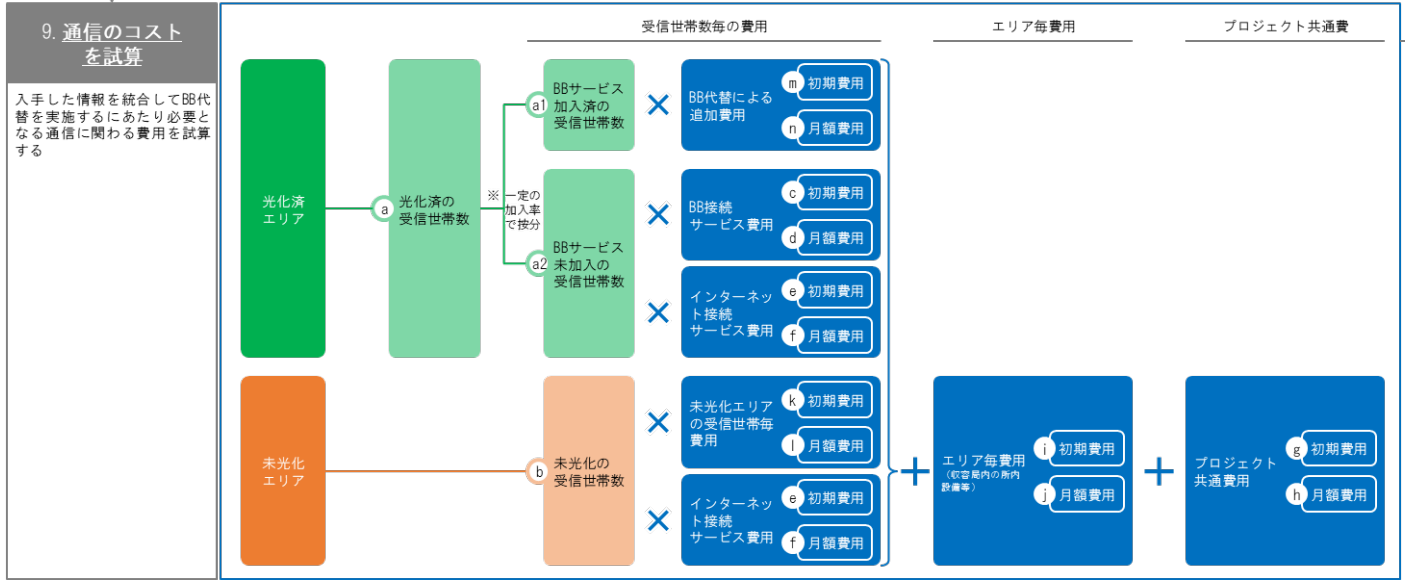 9. 通信のコスト
を試算
入手した情報を統合してBB代
替を実施するにあたり必要と
なる通信に関わる費用を試算
する
受信世帯数毎の費用
エリア毎費用
プロジェクト共通費
光化済
エリア
a
光化済の
受信世帯数
※ 一定の
加入率
で按分
a1
BBサービス
加入済の
受信世帯数
×
BB代替による
追加費用
m 初期費用
n 月額費用
a2
BBサービス
未加入の
受信世帯数
×
BB接続
サービス費用
c 初期費用
d 月額費用
×
インターネッ
ト接続
サービス費用
e 初期費用
f 月額費用
未光化
エリア
b
未光化の
受信世帯数
×
未光化エリア
の受信世帯毎
費用
k 初期費用
l 月額費用
×
インターネッ
ト接続
サービス費用
e 初期費用
f 月額費用
+
エリア毎費用
（収容局内の所内
設備等）
i 初期費用
j 月額費用
+
プロジェクト
共通費用
g 初期費用
h 月額費用